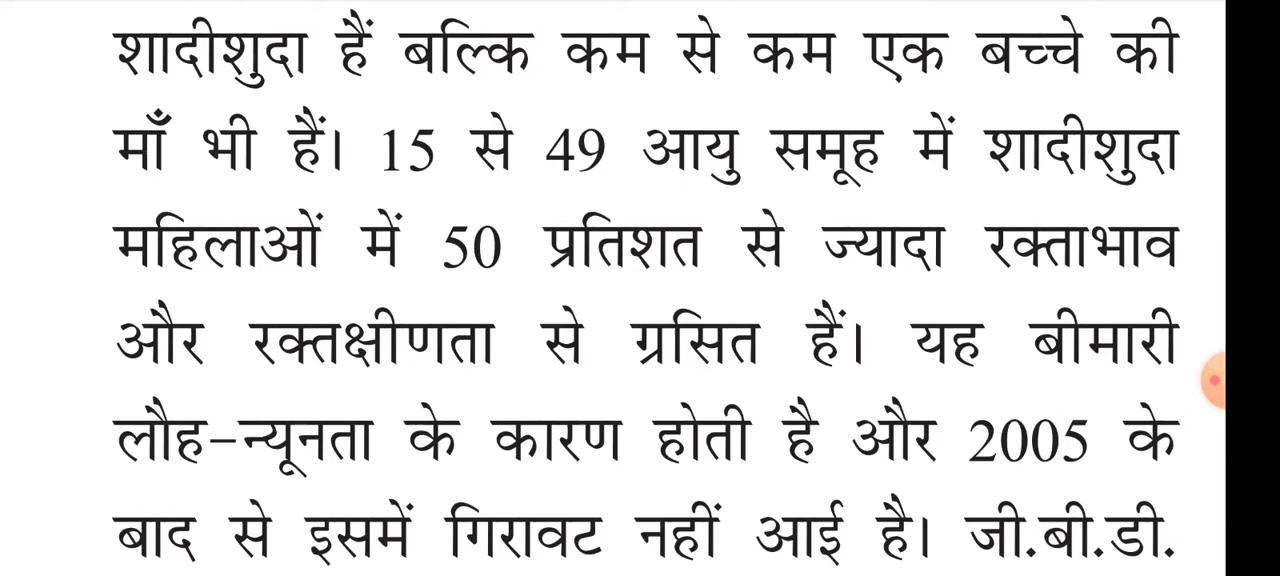 शादीशुदा हैं बल्कि कम से कम एक बच्चे की
माँ भी हैं। 15 से 49 आयु समूह में शादीशुदा
महिलाओं में 50 प्रतिशत से ज्यादा रक्ताभाव
और रक्तक्षीणता से ग्रसित हैं। यह बीमारी
लौह-न्यूनता के कारण होती है और 2005 के
बाद से इसमें गिरावट नहीं आई है। जी.बी.डी.